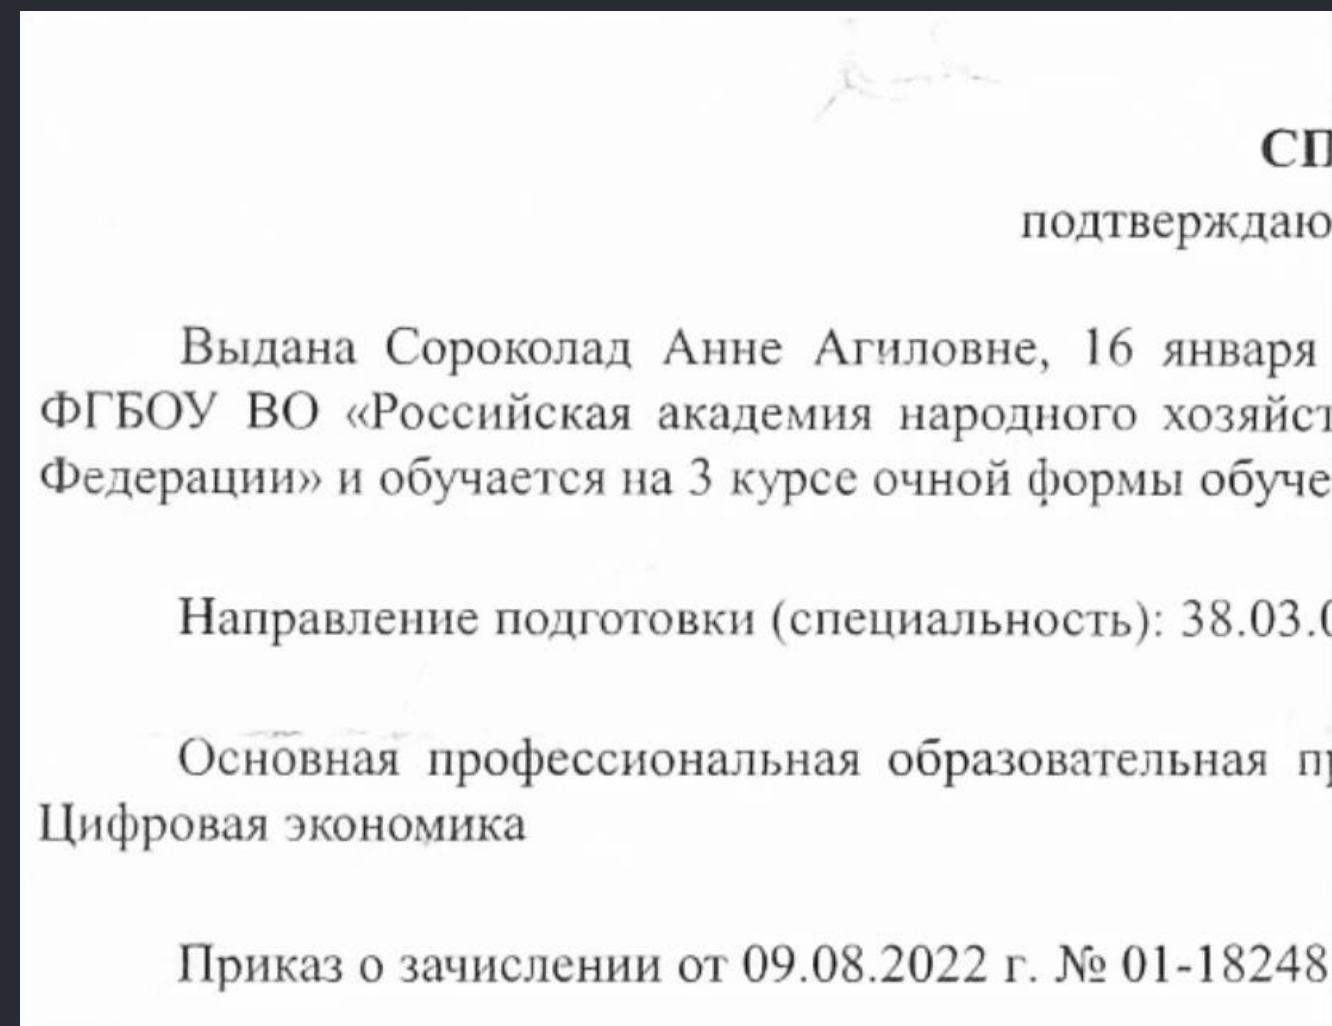 СП
подтверждаю
Выдана Сороколад Анне Агиловне, 16 января
ФГБОУ ВО «Российская академия народного хозяйст
Федерации» и обучается на 3 курсе очной формы обуче
Направление подготовки (специальность): 38.03.0
Основная профессиональная образовательная пр
Цифровая экономика
Приказ о зачислении от 09.08.2022 г. № 01-18248